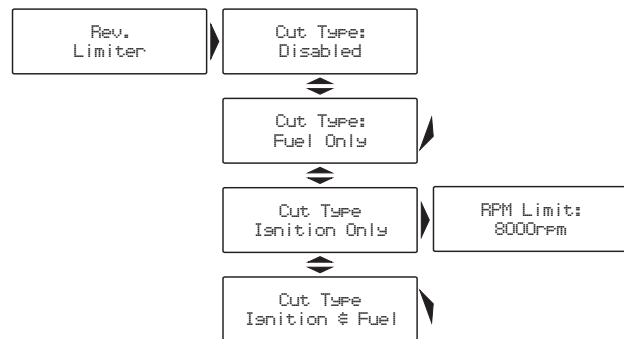 Rev.
Limiter
Cut Type:
Disabled
Cut Type:
Fuel Only
Cut Type
Ignition Only
RPM Limit:
8000rpm
Cut Type
Ignition & Fuel